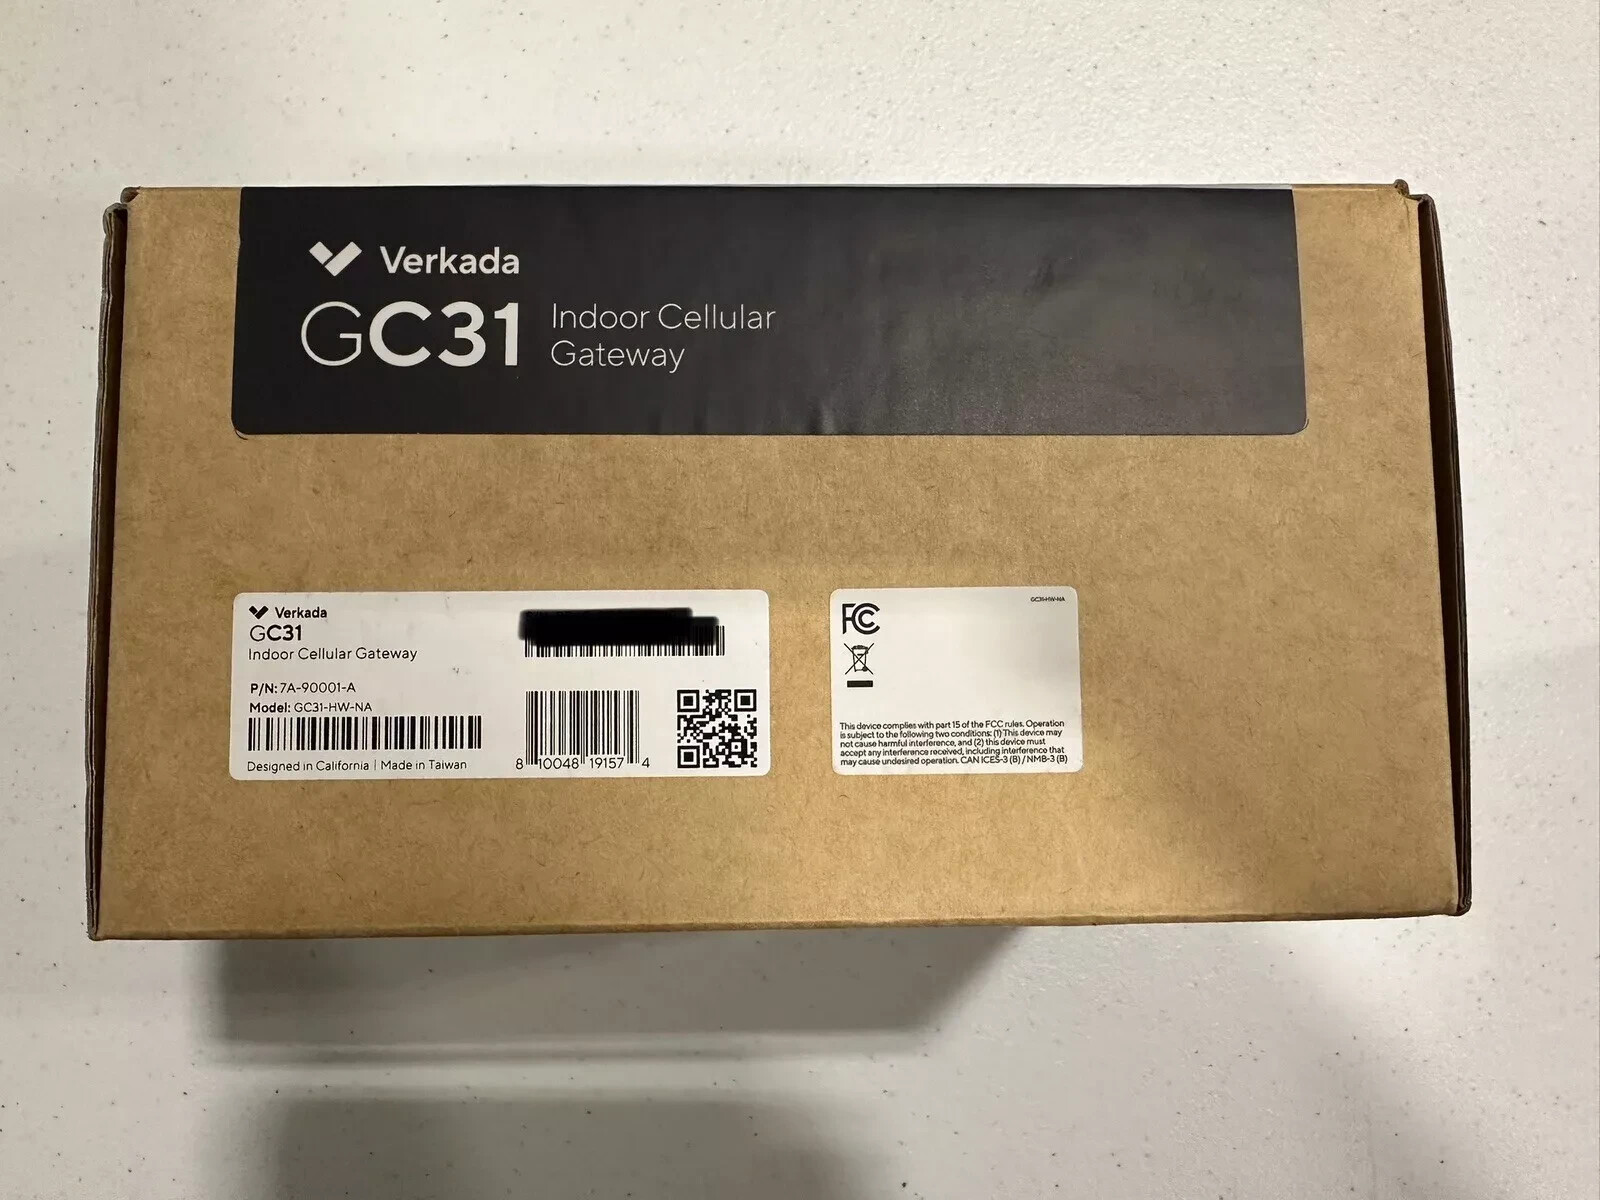 Verkada
GC31 Indoor Cellular
Gateway
Verkada
GC31
Indoor Cellular Gateway
P/N: 7A-90001-A
Model: GC31-HW-NA
Designed in California | Made in Taiwan
8 10048 19157 4
GC31-HW-NA
FC
This device complies with part 15 of the FCC rules. Operation
is subject to the following two conditions: (1) This device may
not cause harmful interference, and (2) this device must
accept any interference received, including interference that
may cause undesired operation. CAN ICES-3 (B) / NMB-3 (B)